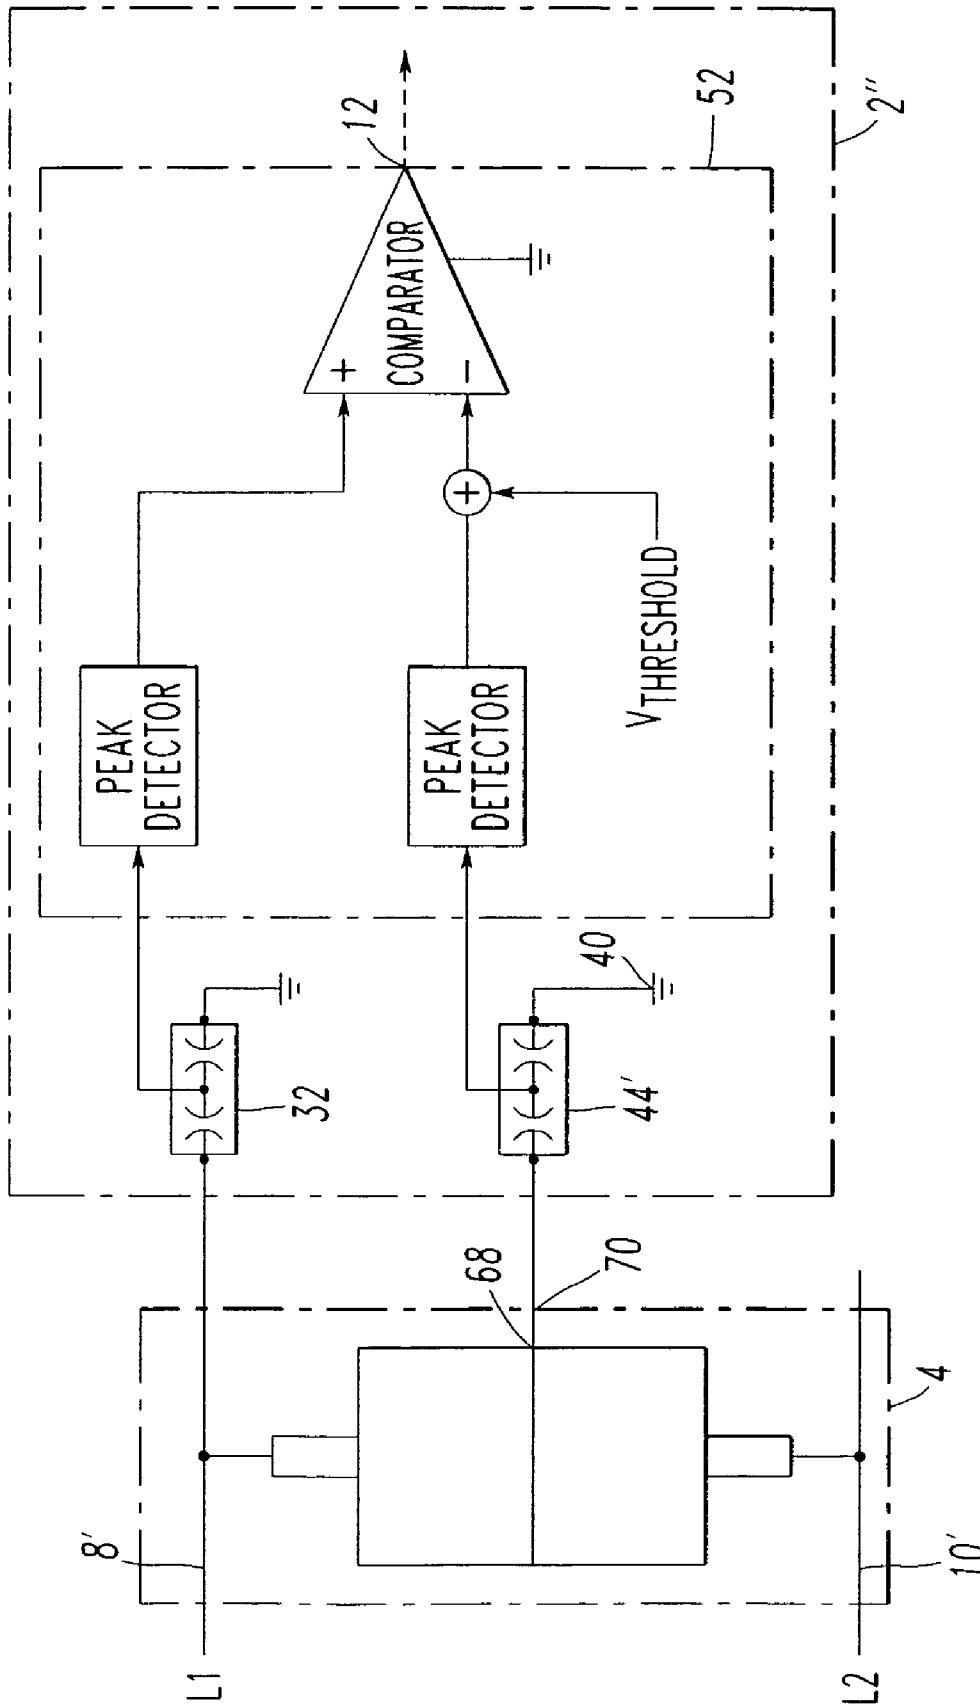 L1
8'
L2
10'
4
68
70
32
44'
40
PEAK
DETECTOR
PEAK
DETECTOR
V THRESHOLD
+
+
−
COMPARATOR
12
52
2''